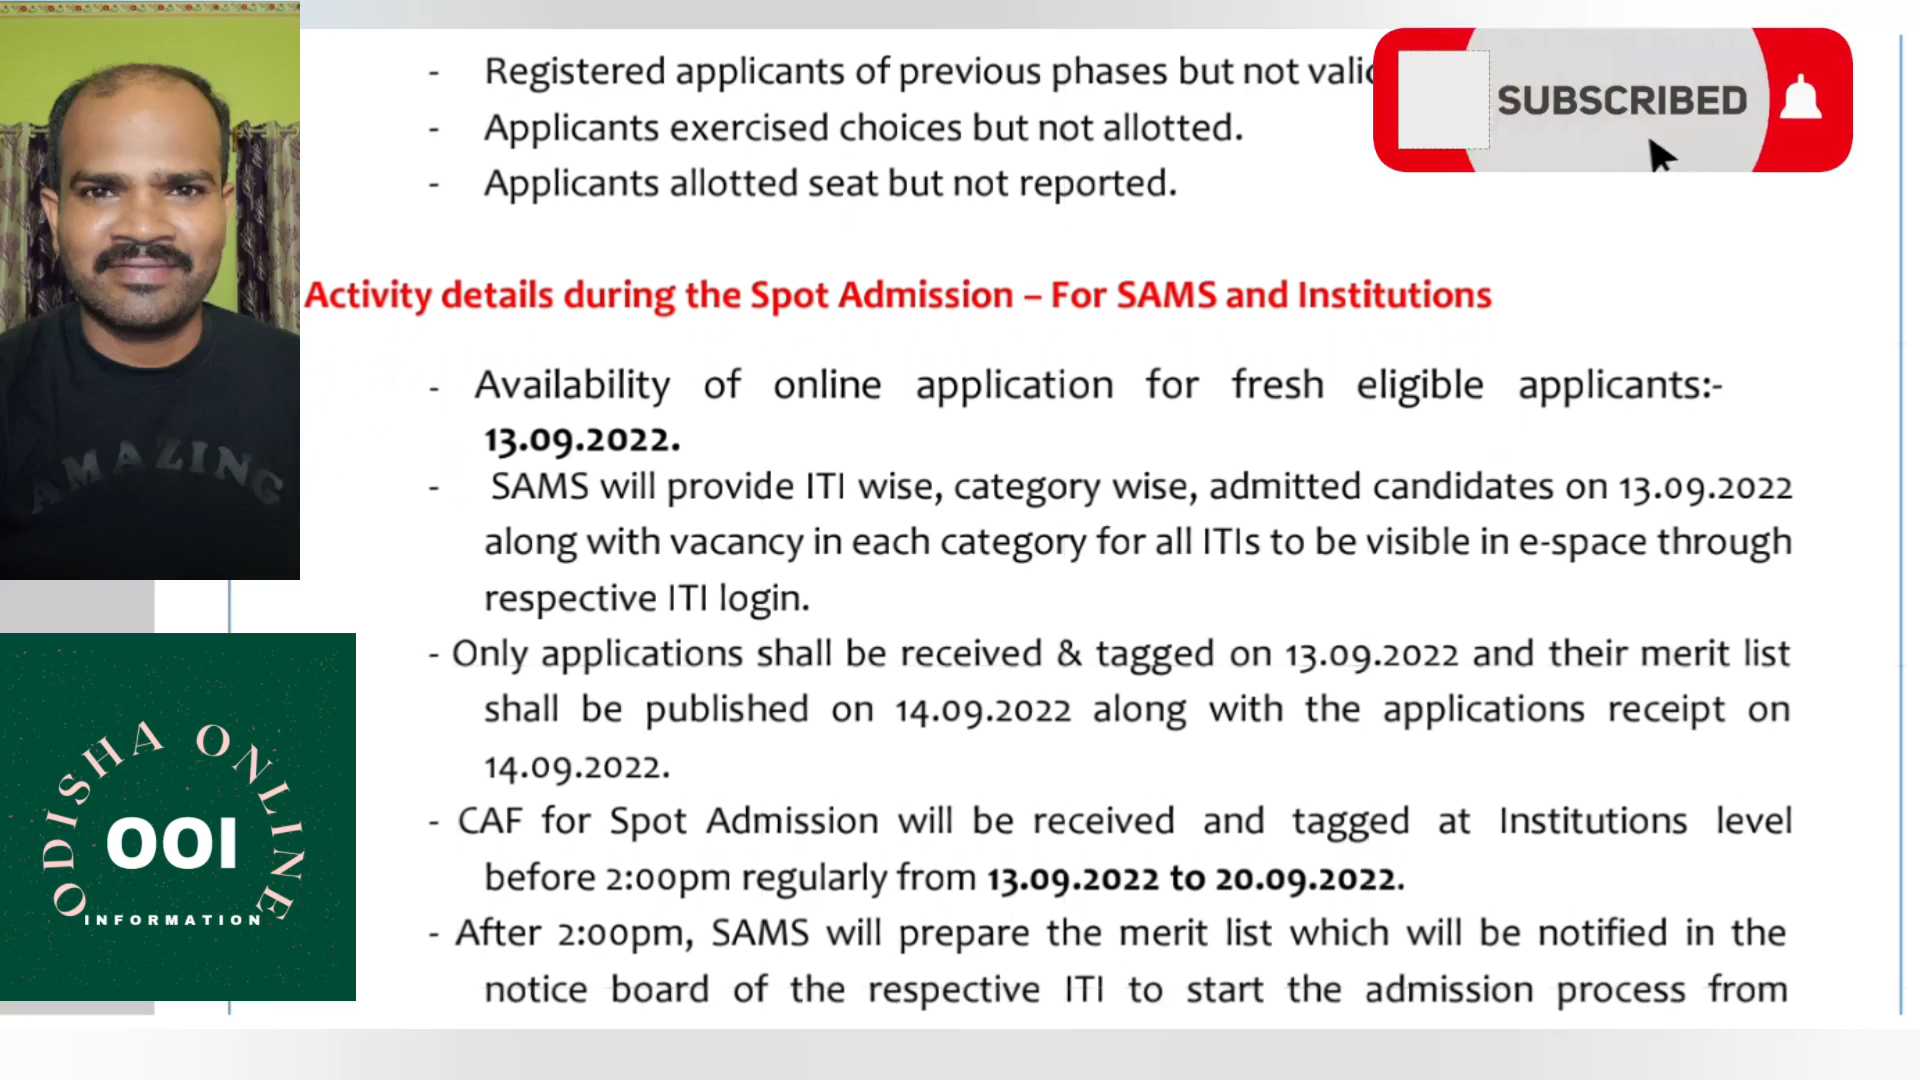 - Registered applicants of previous phases but not
- Applicants exercised choices but not allotted.
- Applicants allotted seat but not reported.
SUBSCRIBED
Activity details during the Spot Admission – For SAMS and Institutions
- Availability of online application for fresh eligible applicants:-
13.09.2022.
- SAMS will provide ITI wise, category wise, admitted candidates on 13.09.2022
along with vacancy in each category for all ITIs to be visible in e-space through
respective ITI login.
- Only applications shall be received & tagged on 13.09.2022 and their merit list
shall be published on 14.09.2022 along with the applications receipt on
14.09.2022.
- CAF for Spot Admission will be received and tagged at Institutions level
before 2:00pm regularly from 13.09.2022 to 20.09.2022.
- After 2:00pm, SAMS will prepare the merit list which will be notified in the
notice board of the respective ITI to start the admission process from
AMAZING
ODISHA ONLINE
OOI
INFORMATION